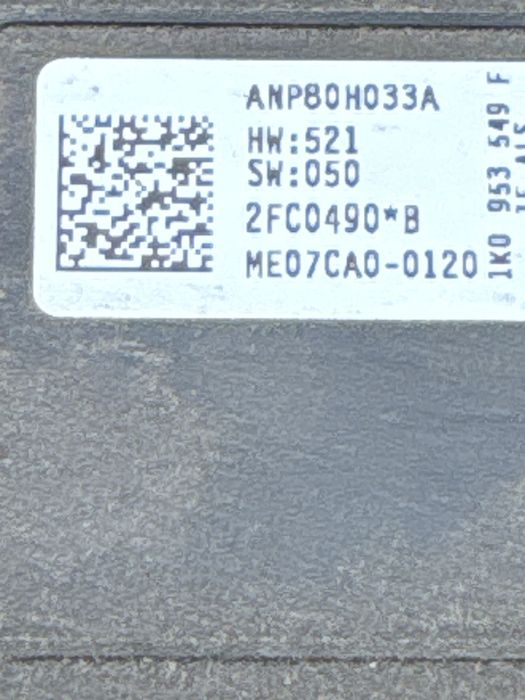 ANP80H033A
HW:521
SW:050
2FC0490*B
ME07CA0-0120
1K0 953 549 F